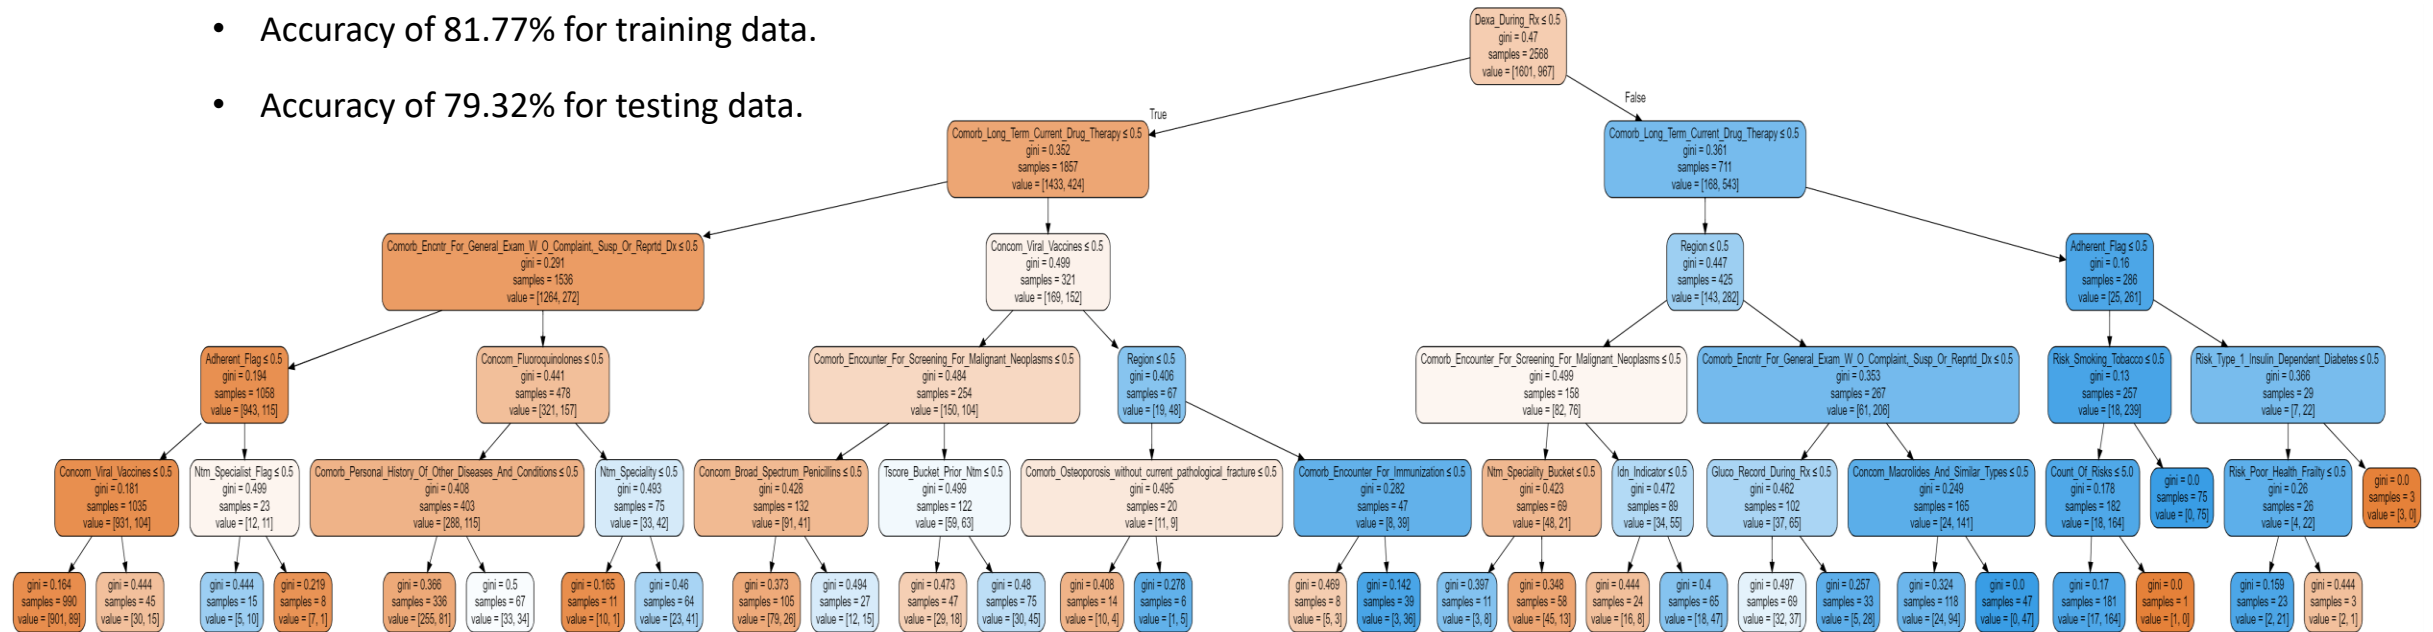 • Accuracy of 81.77% for training data.
• Accuracy of 79.32% for testing data.
Dexa_During_Rx ≤ 0.5
gini = 0.47
samples = 2568
value = [1601, 967]
True
False
Comorb_Long_Term_Current_Drug_Therapy ≤ 0.5
gini = 0.352
samples = 1857
value = [1433, 424]
Comorb_Long_Term_Current_Drug_Therapy ≤ 0.5
gini = 0.361
samples = 711
value = [168, 543]
Comorb_Encntr_For_General_Exam_W_O_Complaint,_Susp_Or_Reprtd_Dx ≤ 0.5
gini = 0.291
samples = 1536
value = [1264, 272]
Concom_Viral_Vaccines ≤ 0.5
gini = 0.499
samples = 321
value = [169, 152]
Region ≤ 0.5
gini = 0.447
samples = 425
value = [143, 282]
Adherent_Flag ≤ 0.5
gini = 0.16
samples = 286
value = [25, 261]
Adherent_Flag ≤ 0.5
gini = 0.194
samples = 1058
value = [943, 115]
Concom_Fluoroquinolones ≤ 0.5
gini = 0.441
samples = 478
value = [321, 157]
Comorb_Encounter_For_Screening_For_Malignant_Neoplasms ≤ 0.5
gini = 0.484
samples = 254
value = [150, 104]
Region ≤ 0.5
gini = 0.406
samples = 67
value = [19, 48]
Comorb_Encounter_For_Screening_For_Malignant_Neoplasms ≤ 0.5
gini = 0.499
samples = 158
value = [82, 76]
Comorb_Encntr_For_General_Exam_W_O_Complaint,_Susp_Or_Reprtd_Dx ≤ 0.5
gini = 0.353
samples = 267
value = [61, 206]
Risk_Smoking_Tobacco ≤ 0.5
gini = 0.13
samples = 257
value = [18, 239]
Risk_Type_1_Insulin_Dependent_Diabetes ≤ 0.5
gini = 0.366
samples = 29
value = [7, 22]
Concom_Viral_Vaccines ≤ 0.5
gini = 0.181
samples = 1035
value = [931, 104]
Ntm_Specialist_Flag ≤ 0.5
gini = 0.499
samples = 23
value = [12, 11]
Comorb_Personal_History_Of_Other_Diseases_And_Conditions ≤ 0.5
gini = 0.408
samples = 403
value = [288, 115]
Ntm_Speciality ≤ 0.5
gini = 0.493
samples = 75
value = [33, 42]
Concom_Broad_Spectrum_Penicillins ≤ 0.5
gini = 0.428
samples = 132
value = [91, 41]
Tscore_Bucket_Prior_Ntm ≤ 0.5
gini = 0.499
samples = 122
value = [59, 63]
Comorb_Osteoporosis_without_current_pathological_fracture ≤ 0.5
gini = 0.495
samples = 20
value = [11, 9]
Comorb_Encounter_For_Immunization ≤ 0.5
gini = 0.282
samples = 47
value = [8, 39]
Ntm_Speciality_Bucket ≤ 0.5
gini = 0.423
samples = 69
value = [48, 21]
Idn_Indicator ≤ 0.5
gini = 0.472
samples = 89
value = [34, 55]
Gluco_Record_During_Rx ≤ 0.5
gini = 0.462
samples = 102
value = [37, 65]
Concom_Macrolides_And_Similar_Types ≤ 0.5
gini = 0.249
samples = 165
value = [24, 141]
Count_Of_Risks ≤ 5.0
gini = 0.178
samples = 182
value = [18, 164]
gini = 0.0
samples = 75
value = [0, 75]
Risk_Poor_Health_Frailty ≤ 0.5
gini = 0.26
samples = 26
value = [4, 22]
gini = 0.0
samples = 3
value = [3, 0]
gini = 0.164
samples = 990
value = [901, 89]
gini = 0.444
samples = 45
value = [30, 15]
gini = 0.444
samples = 15
value = [5, 10]
gini = 0.219
samples = 8
value = [7, 1]
gini = 0.366
samples = 336
value = [255, 81]
gini = 0.5
samples = 67
value = [33, 34]
gini = 0.165
samples = 11
value = [10, 1]
gini = 0.46
samples = 64
value = [23, 41]
gini = 0.373
samples = 105
value = [79, 26]
gini = 0.494
samples = 27
value = [12, 15]
gini = 0.473
samples = 47
value = [29, 18]
gini = 0.48
samples = 75
value = [30, 45]
gini = 0.408
samples = 14
value = [10, 4]
gini = 0.278
samples = 6
value = [1, 5]
gini = 0.469
samples = 8
value = [5, 3]
gini = 0.142
samples = 39
value = [3, 36]
gini = 0.397
samples = 11
value = [3, 8]
gini = 0.348
samples = 58
value = [45, 13]
gini = 0.444
samples = 24
value = [16, 8]
gini = 0.4
samples = 65
value = [18, 47]
gini = 0.497
samples = 69
value = [32, 37]
gini = 0.257
samples = 33
value = [5, 28]
gini = 0.324
samples = 118
value = [24, 94]
gini = 0.0
samples = 47
value = [0, 47]
gini = 0.17
samples = 181
value = [17, 164]
gini = 0.0
samples = 1
value = [1, 0]
gini = 0.159
samples = 23
value = [2, 21]
gini = 0.444
samples = 3
value = [2, 1]